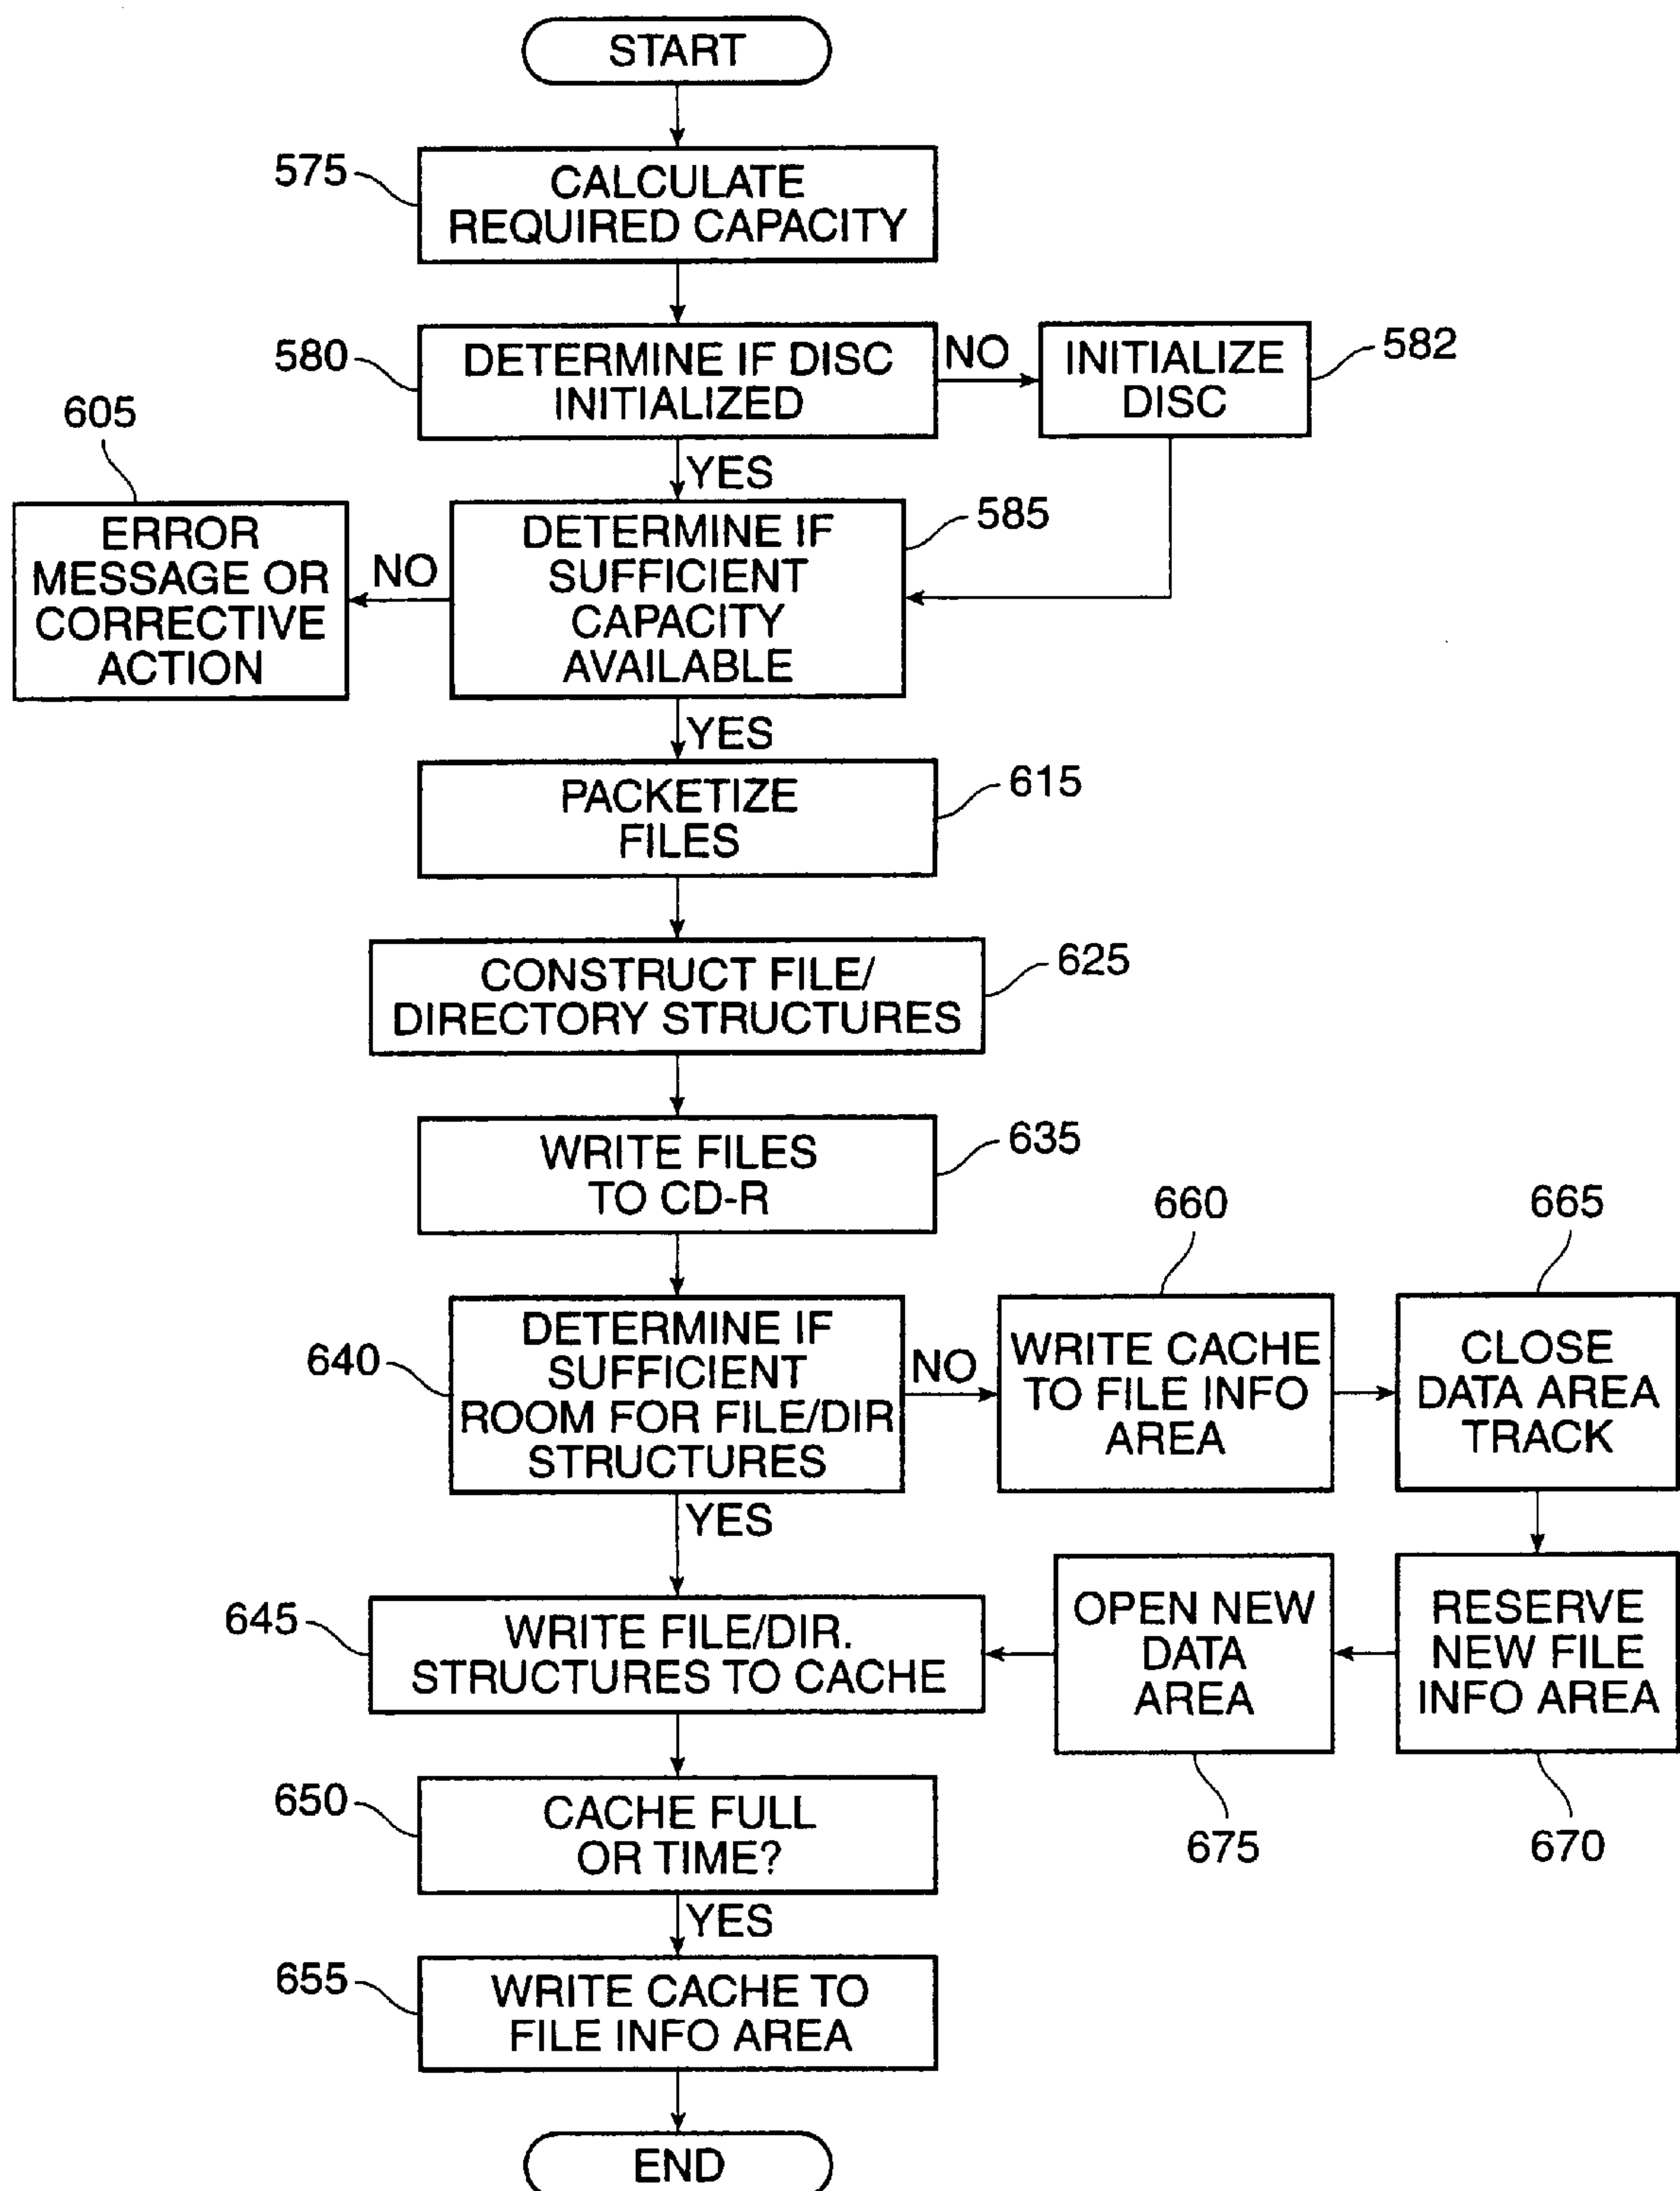 START
575
CALCULATE
REQUIRED CAPACITY
580
DETERMINE IF DISC
INITIALIZED
NO
INITIALIZE
DISC
582
YES
605
ERROR
MESSAGE OR
CORRECTIVE
ACTION
NO
DETERMINE IF
SUFFICIENT
CAPACITY
AVAILABLE
585
YES
PACKETIZE
FILES
615
CONSTRUCT FILE/
DIRECTORY STRUCTURES
625
WRITE FILES
TO CD-R
635
640
DETERMINE IF
SUFFICIENT
ROOM FOR FILE/DIR
STRUCTURES
NO
660
WRITE CACHE
TO FILE INFO
AREA
665
CLOSE
DATA AREA
TRACK
YES
645
WRITE FILE/DIR.
STRUCTURES TO CACHE
OPEN NEW
DATA
AREA
675
RESERVE
NEW FILE
INFO AREA
670
650
CACHE FULL
OR TIME?
YES
655
WRITE CACHE TO
FILE INFO AREA
END